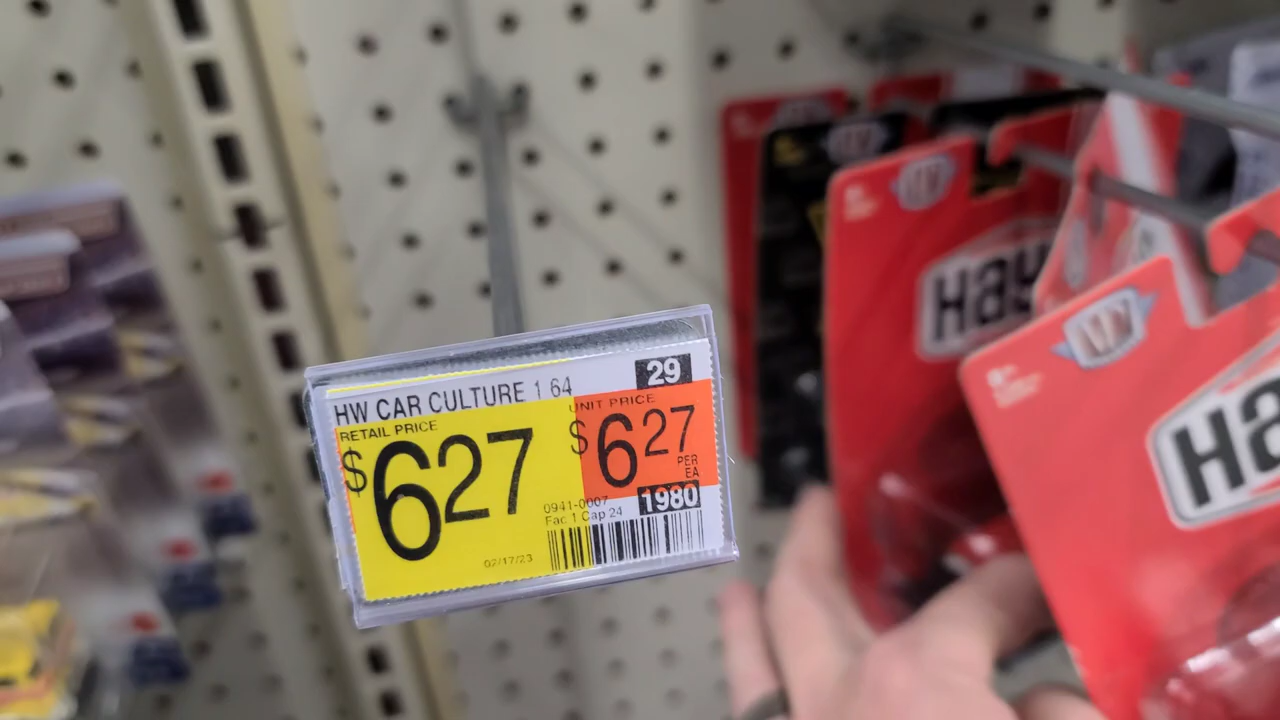 HW CAR CULTURE 1 64
29
RETAIL PRICE
$627
UNIT PRICE
$627
PER
EA
0941-0007
1980
Fac 1 Cap 24
02/17/23
Hay
Ha